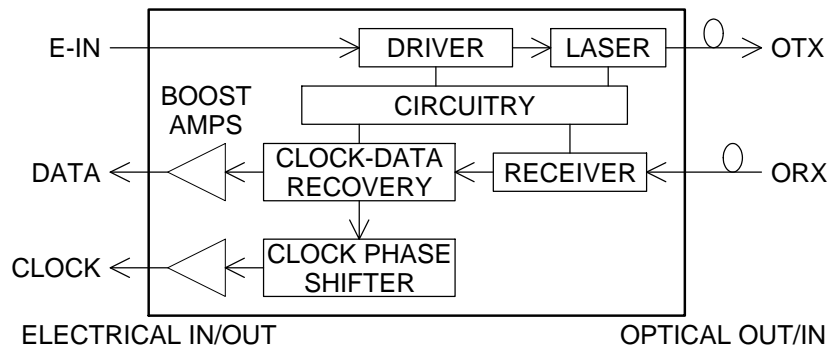 E-IN
DRIVER
LASER
OTX
BOOST
AMPS
CIRCUITRY
DATA
CLOCK-DATA
RECOVERY
RECEIVER
ORX
CLOCK
CLOCK PHASE
SHIFTER
ELECTRICAL IN/OUT
OPTICAL OUT/IN